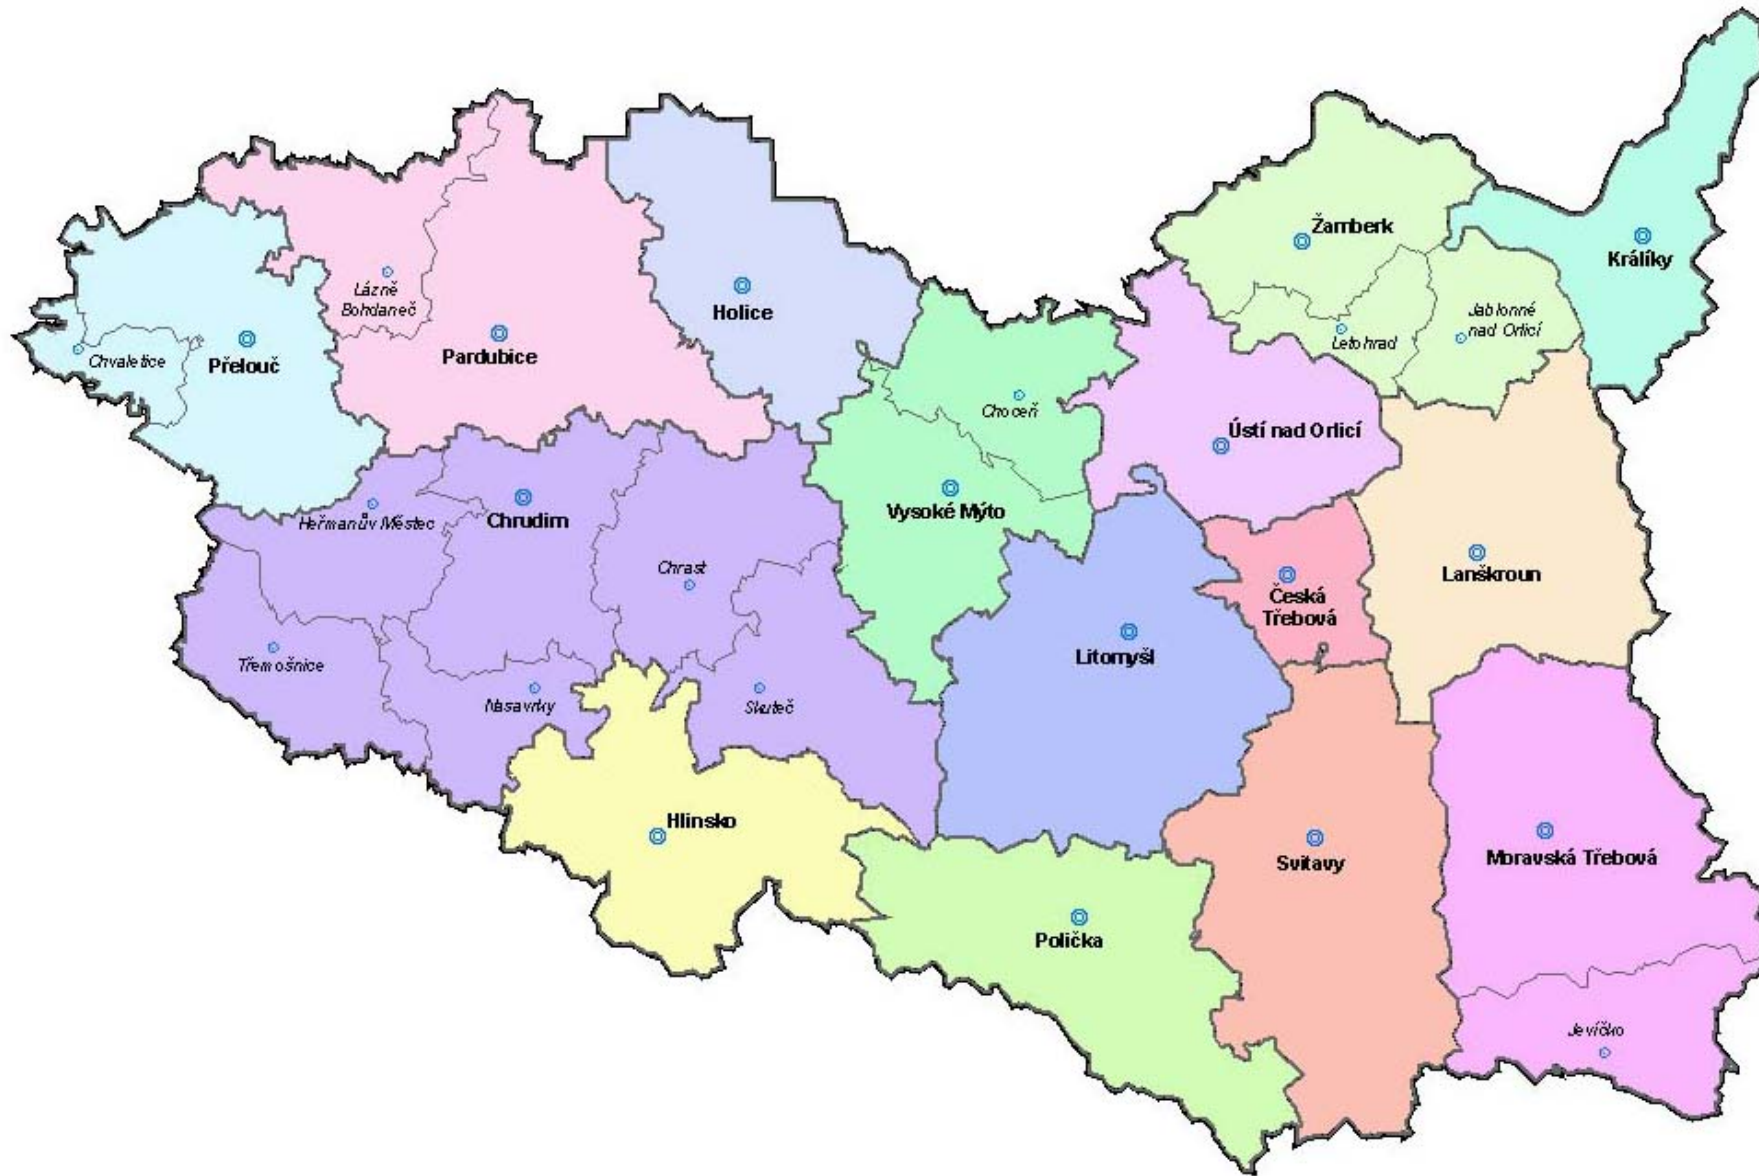 Žamberk
Králíky
Lázně
Bohdaneč
Holice
Jablonné
nad Orlicí
Letohrad
Chvaletice
Přelouč
Pardubice
Choceň
Ústí nad Orlicí
Heřmanův Městec
Chrudim
Vysoké Mýto
Chrast
Lanškroun
Česká
Třebová
Třemošnice
Litomyšl
Nasavrky
Skuteč
Hlinsko
Svitavy
Moravská Třebová
Polička
Jevíčko